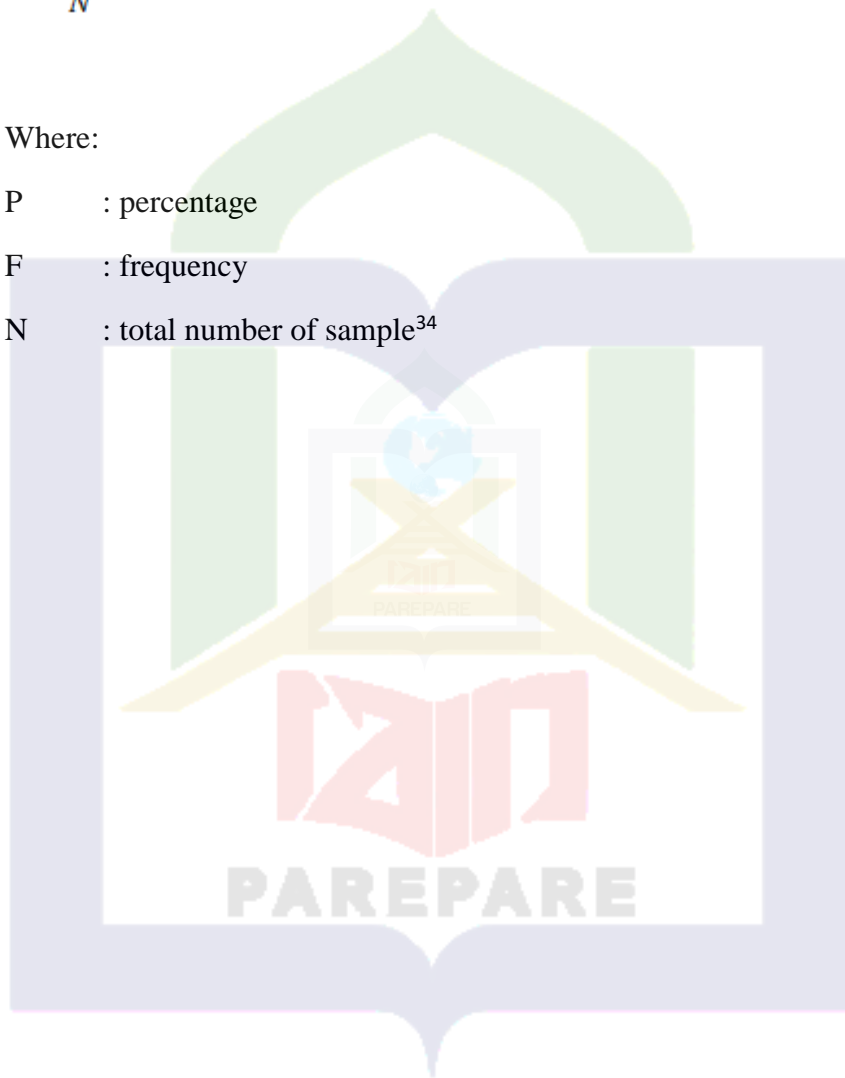 N
Where:
P : percentage
F : frequency
N : total number of sample³⁴
PAREPARE
PAREPARE